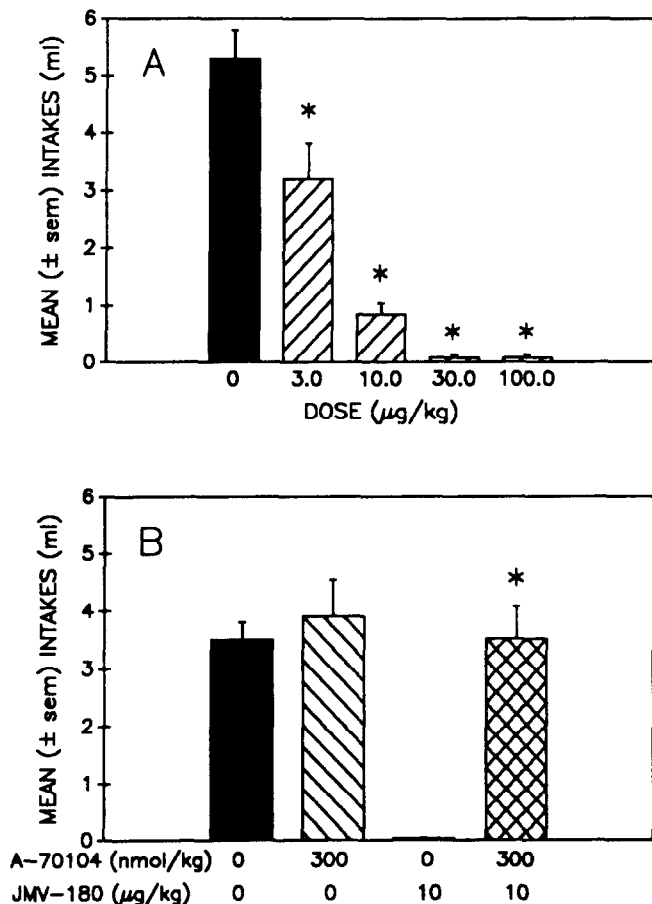 6
5
4
3
2
1
0
MEAN (± sem) INTAKES (ml)
A
*
*
*
*
0 3.0 10.0 30.0 100.0
DOSE (μg/kg)
6
5
4
3
2
1
0
MEAN (± sem) INTAKES (ml)
B
*
A-70104 (nmol/kg) 0 300 0 300
JMV-180 (μg/kg) 0 0 10 10